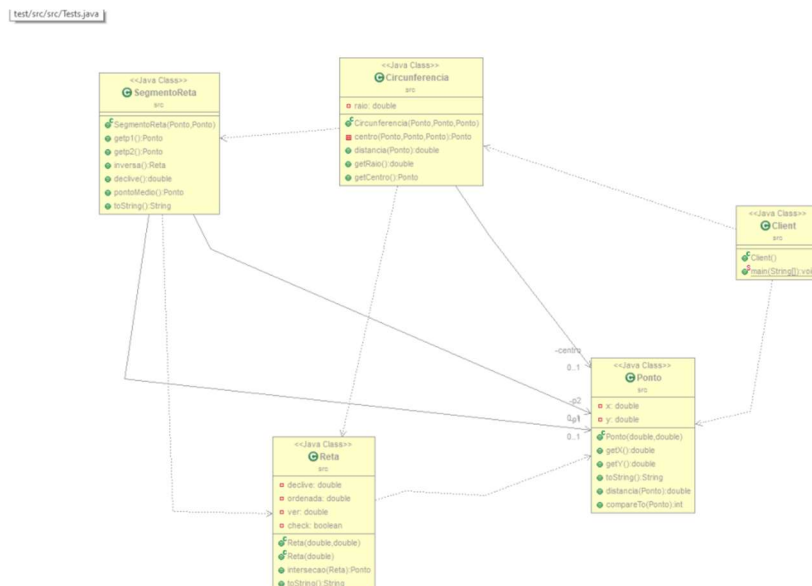 test/src/src/Tests.java
<<Java Class>>
SegmentoReta
src
SegmentoReta(Ponto,Ponto)
getp1():Ponto
getp2():Ponto
inversa():Reta
declive():double
pontoMedio():Ponto
toString():String
<<Java Class>>
Circunferencia
src
raio: double
Circunferencia(Ponto,Ponto,Ponto)
centro(Ponto,Ponto,Ponto):Ponto
distancia(Ponto):double
getRaio():double
getCentro():Ponto
<<Java Class>>
Client
src
Client()
main(String[]):voi
-centro
0..1
-p2
-p1
0..1
<<Java Class>>
Ponto
src
x: double
y: double
Ponto(double,double)
getX():double
getY():double
toString():String
distancia(Ponto):double
compareTo(Ponto):int
<<Java Class>>
Reta
src
declive: double
ordenada: double
ver: double
check: boolean
Reta(double,double)
Reta(double)
intersecao(Reta):Ponto
toString():String